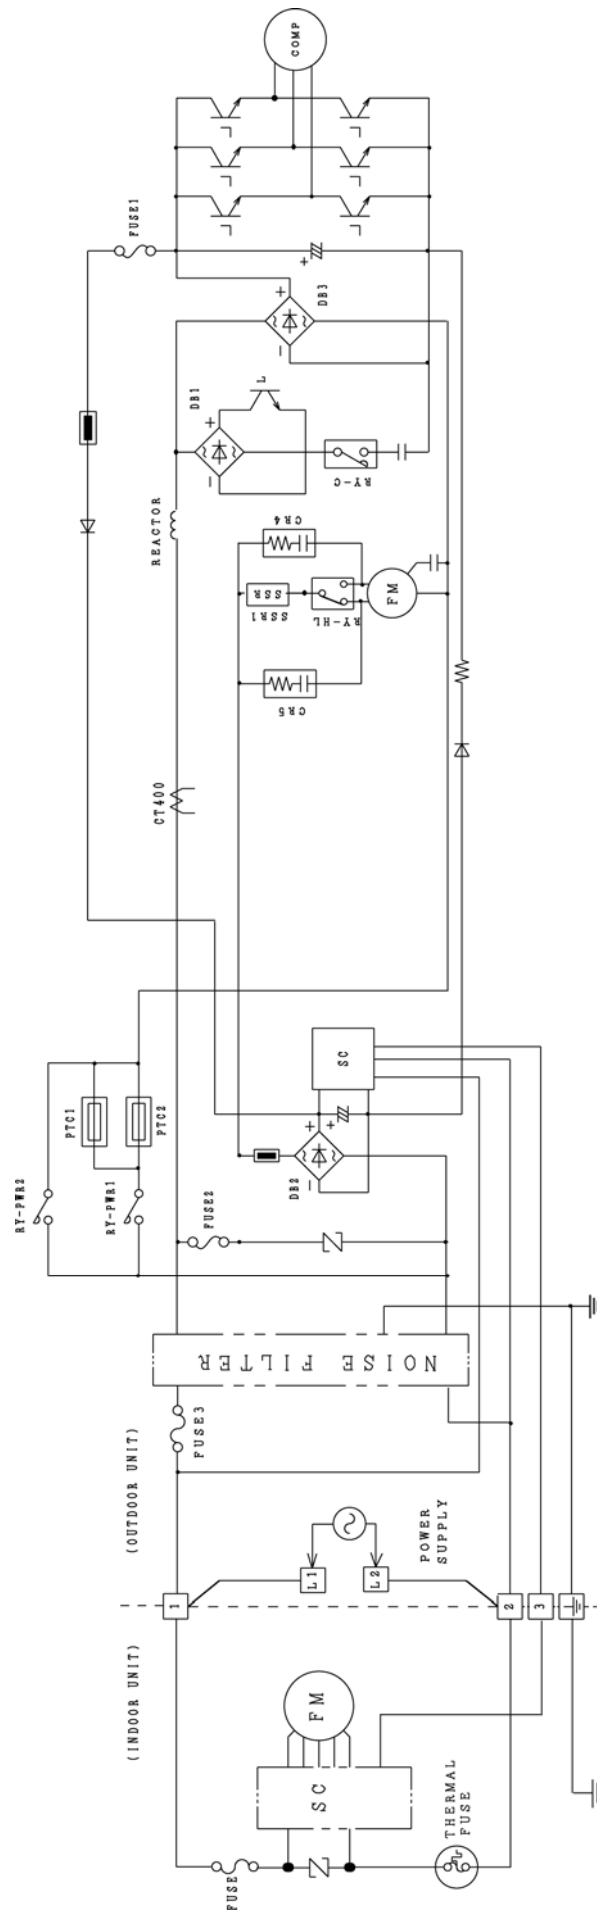 COMP
FUSE1
DB3
DB1
RY-C
REACTOR
CR4
SSR
SSR1
RY-HL
FM
CR5
CT400
SC
PTC1
PTC2
RY-PWR2
RY-PWR1
DB2
FUSE2
NOISE FILTER
FUSE3
(OUTDOOR UNIT)
POWER
SUPPLY
L1
L2
1
2
3
(INDOOR UNIT)
FM
SC
THERMAL
FUSE
FUSE